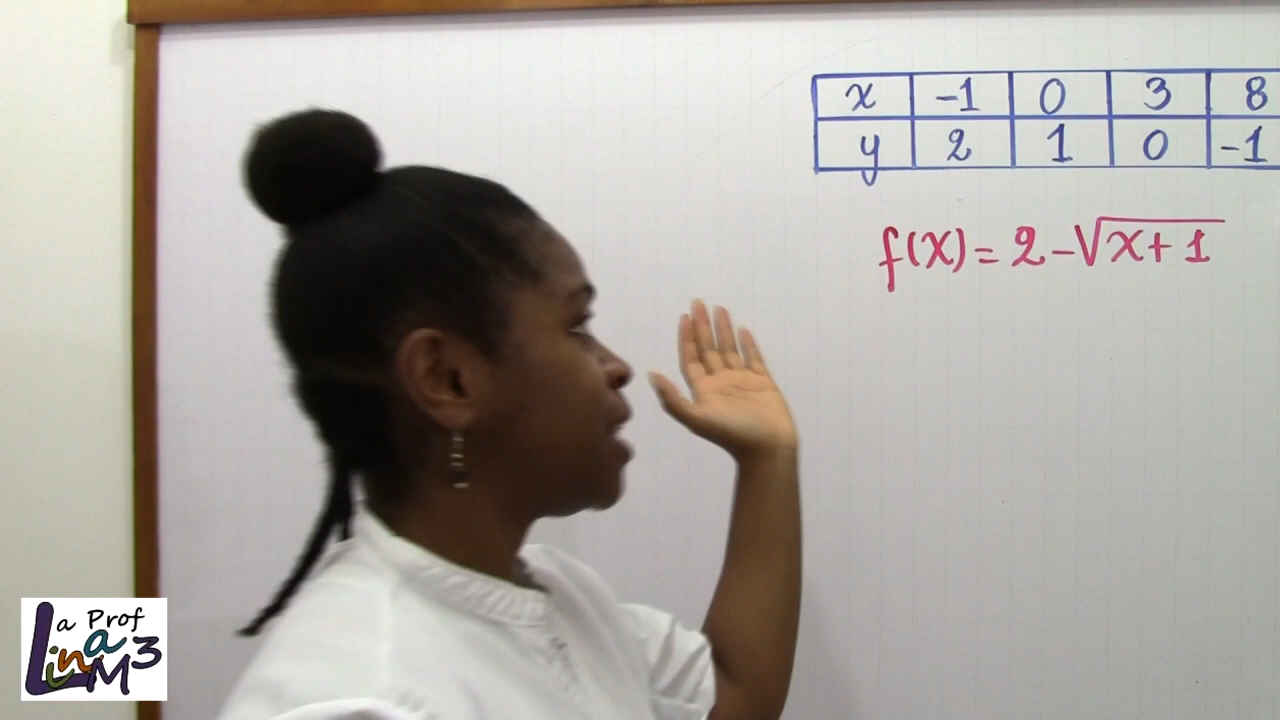 x -1 0 3 8
y 2 1 0 -1
f(x) = 2 - √x + 1
La Prof
Lina M3